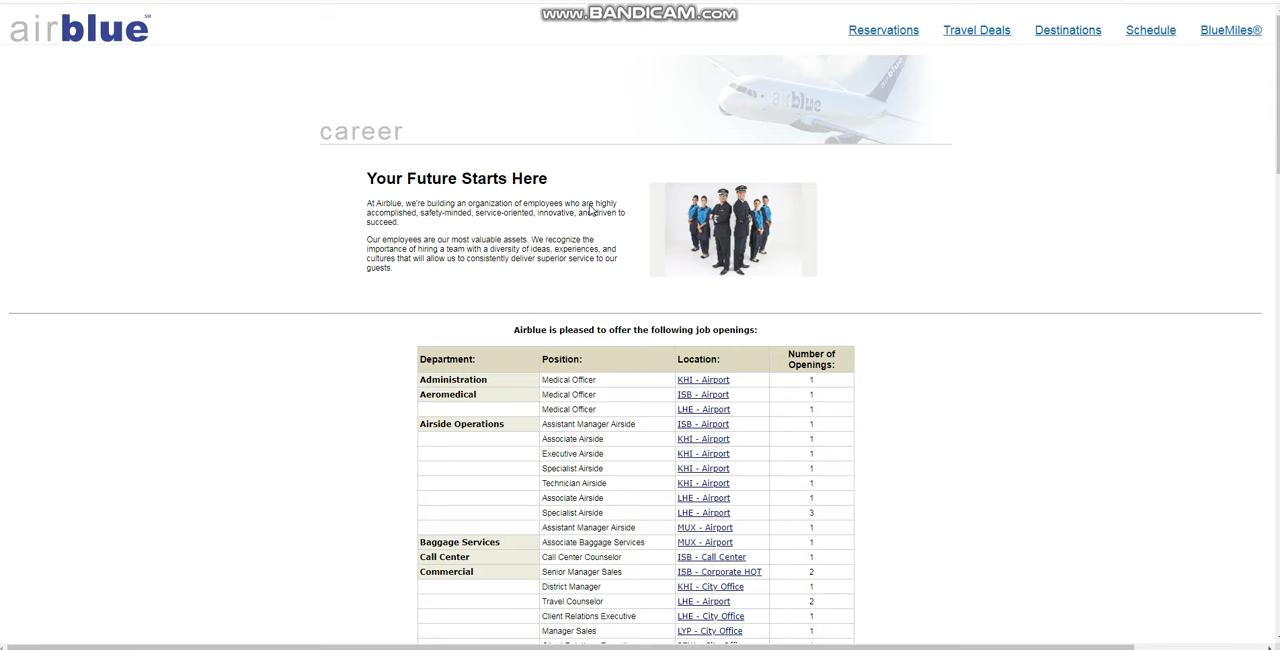 www.BANDICAM.com
airblue℠
Reservations Travel Deals Destinations Schedule BlueMiles®
airblue
airblue
career
Your Future Starts Here
At Airblue, we're building an organization of employees who are highly
accomplished, safety-minded, service-oriented, innovative, and driven to
succeed.
Our employees are our most valuable assets. We recognize the
importance of hiring a team with a diversity of ideas, experiences, and
cultures that will allow us to consistently deliver superior service to our
guests.
Airblue is pleased to offer the following job openings:
Department: Position: Location: Number of Openings:
Administration Medical Officer KHI - Airport 1
Aeromedical Medical Officer ISB - Airport 1
Medical Officer LHE - Airport 1
Airside Operations Assistant Manager Airside ISB - Airport 1
Associate Airside KHI - Airport 1
Executive Airside KHI - Airport 1
Specialist Airside KHI - Airport 1
Technician Airside KHI - Airport 1
Associate Airside LHE - Airport 1
Specialist Airside LHE - Airport 3
Assistant Manager Airside MUX - Airport 1
Baggage Services Associate Baggage Services MUX - Airport 1
Call Center Call Center Counselor ISB - Call Center 1
Commercial Senior Manager Sales ISB - Corporate HQT 2
District Manager KHI - City Office 1
Travel Counselor LHE - Airport 2
Client Relations Executive LHE - City Office 1
Manager Sales LYP - City Office 1